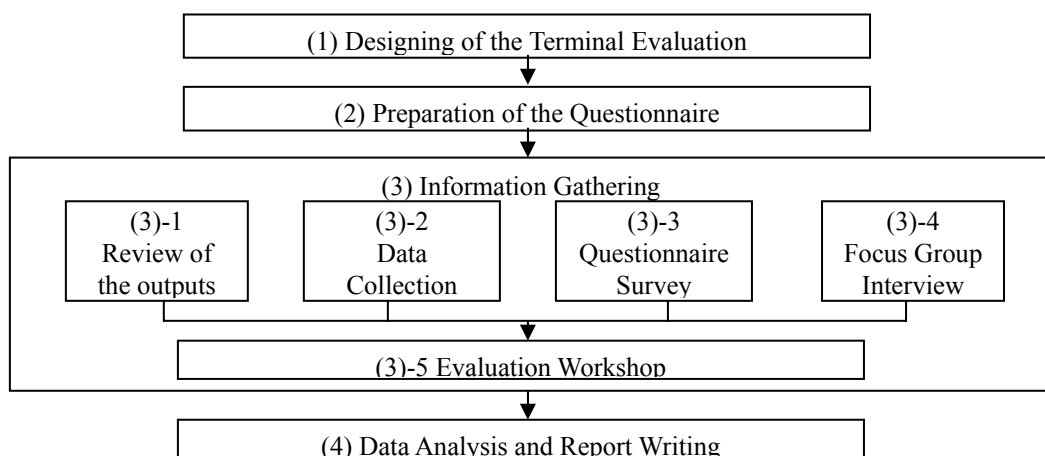 (1) Designing of the Terminal Evaluation
(2) Preparation of the Questionnaire
(3) Information Gathering
(3)-1
Review of
the outputs
(3)-2
Data
Collection
(3)-3
Questionnaire
Survey
(3)-4
Focus Group
Interview
(3)-5 Evaluation Workshop
(4) Data Analysis and Report Writing